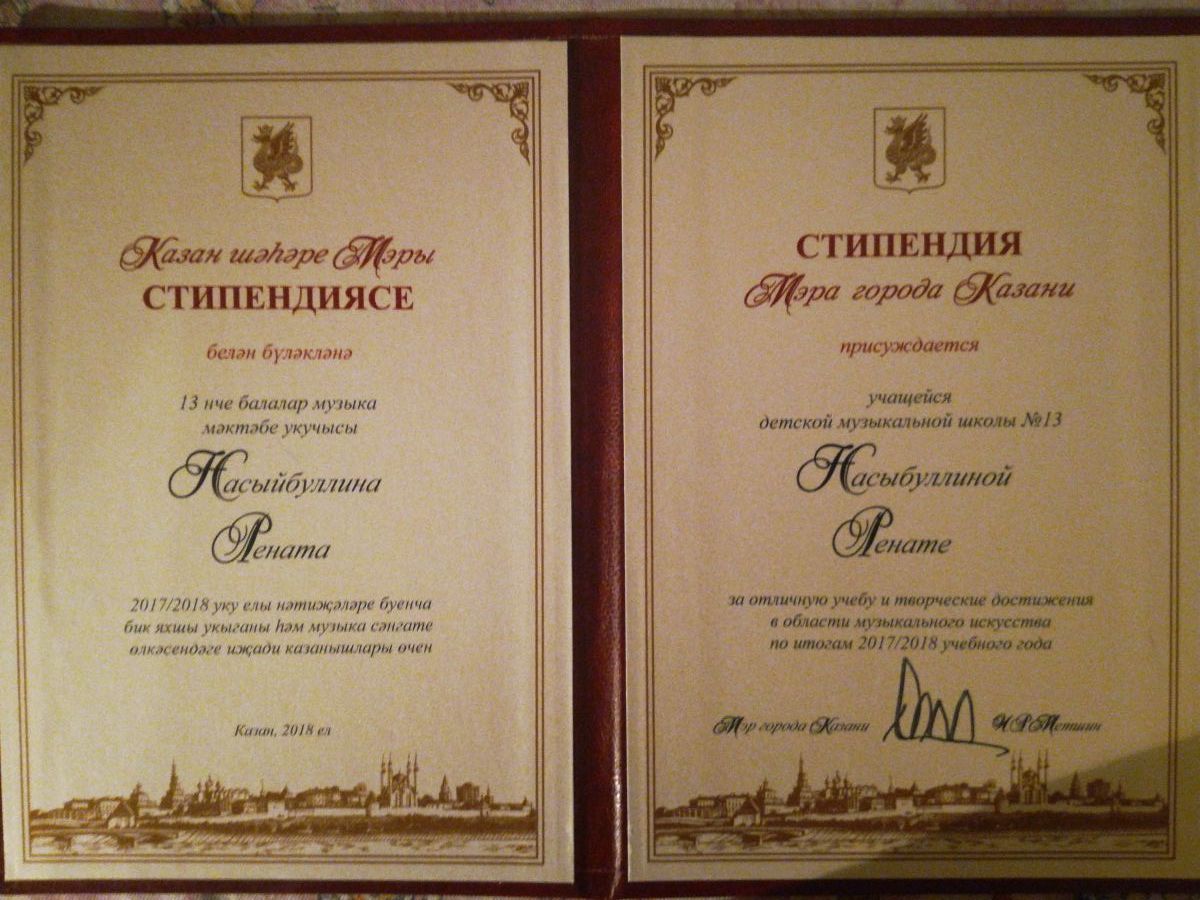 Казан шәһәре Мэры
СТИПЕНДИЯСЕ
белән бүләкләнә
13 нче балалар музыка
мәктәбе укучысы
Насыйбуллина
Рената
2017/2018 уку елы нәтиҗәләре буенча
бик яхшы укыганы һәм музыка сәнгате
өлкәсендәге иҗади казанышлары өчен
Казан, 2018 ел
СТИПЕНДИЯ
Мэра города Казани
присуждается
учащейся
детской музыкальной школы №13
Насыбуллиной
Ренате
за отличную учебу и творческие достижения
в области музыкального искусства
по итогам 2017/2018 учебного года
Мэр города Казани И.Р.Метшин